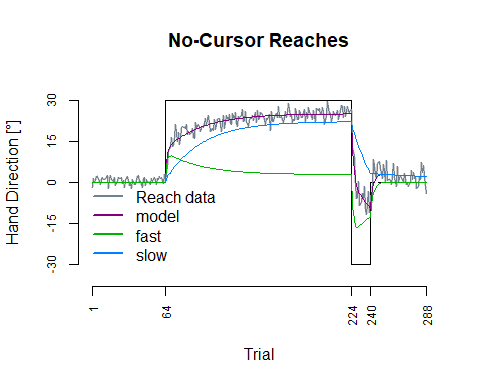 No-Cursor Reaches
Hand Direction [°]
30
15
0
-15
-30
Reach data
model
fast
slow
1
64
224
240
288
Trial